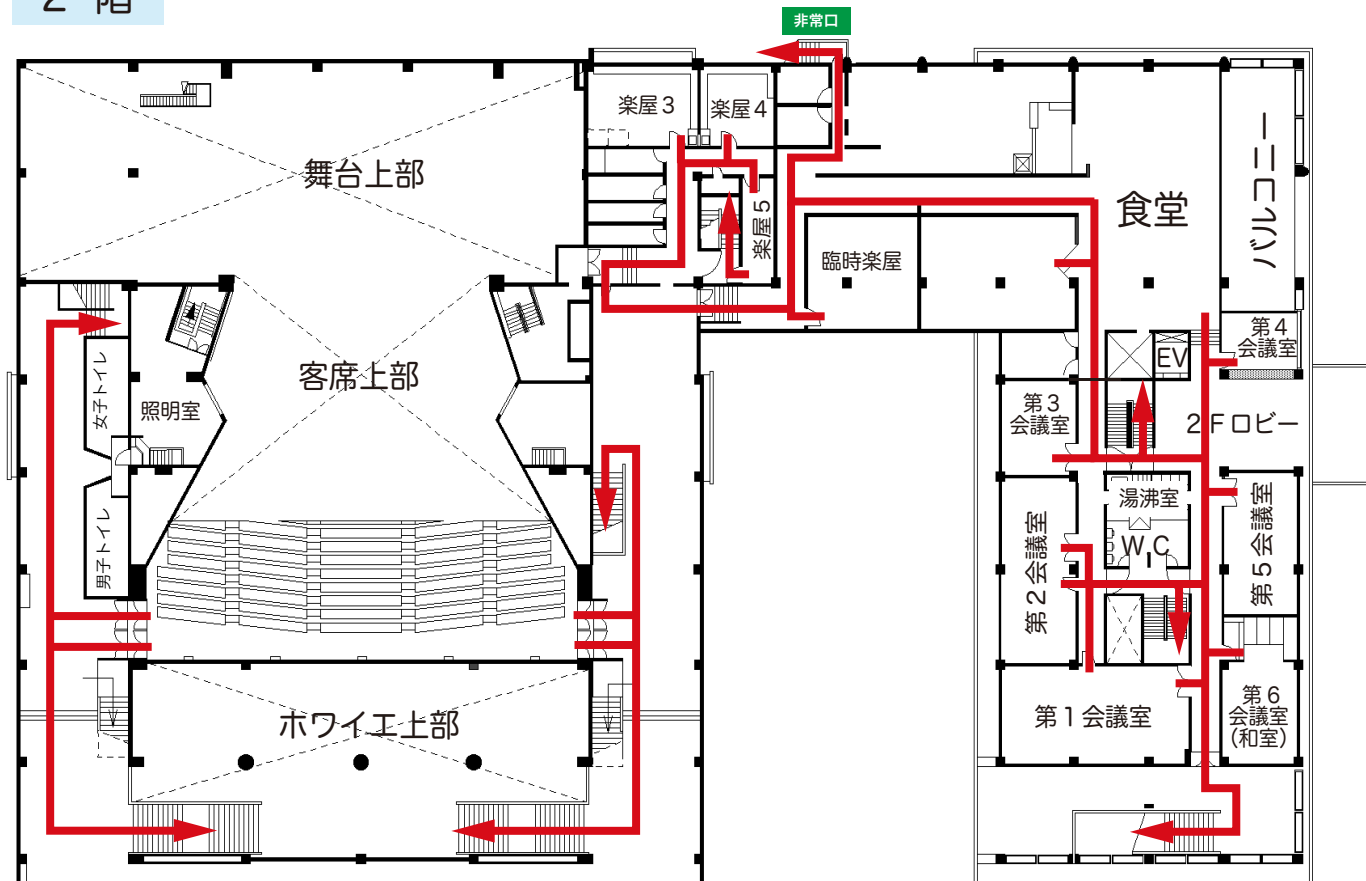 2 階
非常口
楽屋3
楽屋4
舞台上部
楽屋5
食堂
バルコニー
臨時楽屋
第4
会議室
EV
客席上部
女子トイレ
照明室
第3
会議室
2Fロビー
湯沸室
男子トイレ
第2会議室
W.C
第5会議室
ホワイエ上部
第1会議室
第6
会議室
(和室)